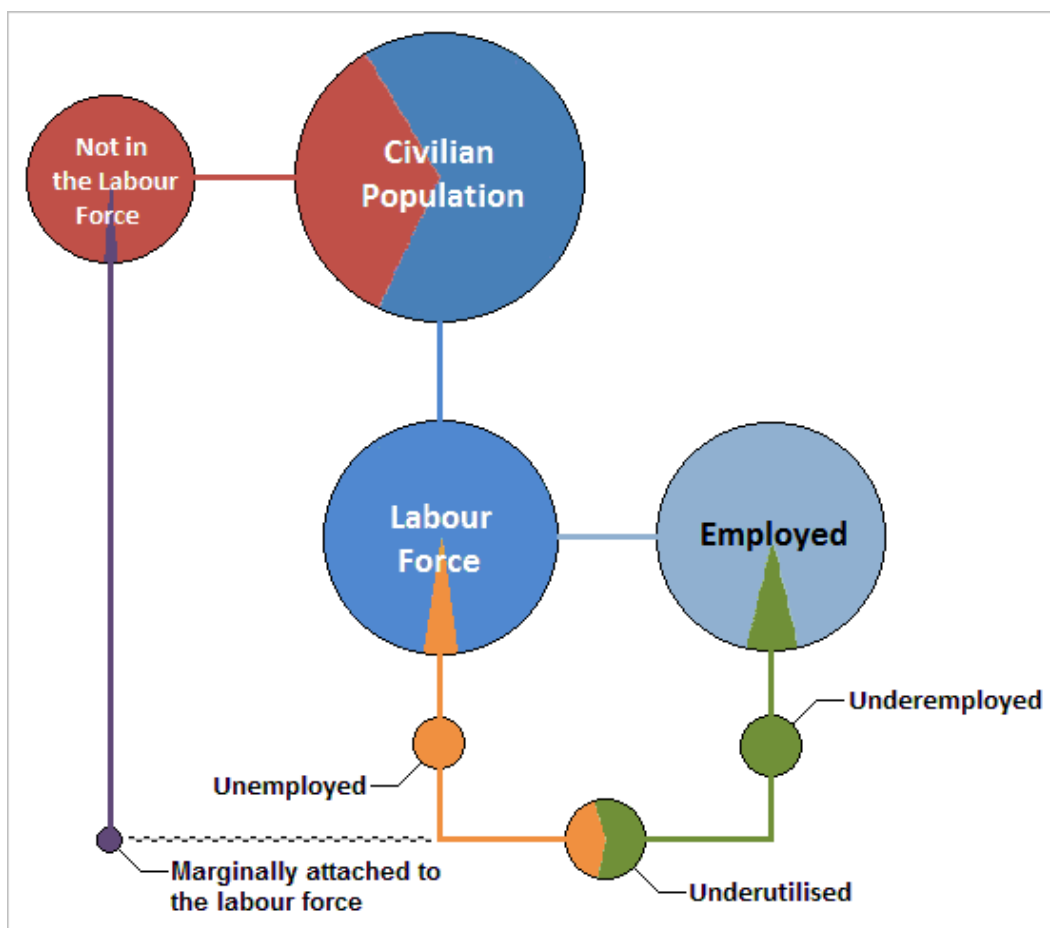 Not in
the Labour
Force
Civilian
Population
Labour
Force
Employed
Underemployed
Unemployed
Marginally attached to
the labour force
Underutilised